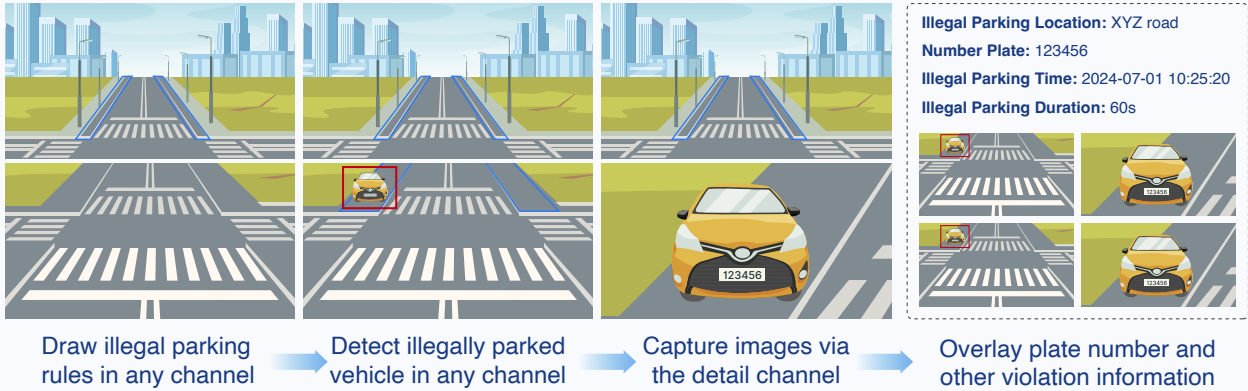 Illegal Parking Location: XYZ road
Number Plate: 123456
Illegal Parking Time: 2024-07-01 10:25:20
Illegal Parking Duration: 60s
123456
123456
123456
Draw illegal parking
rules in any channel
Detect illegally parked
vehicle in any channel
Capture images via
the detail channel
Overlay plate number and
other violation information